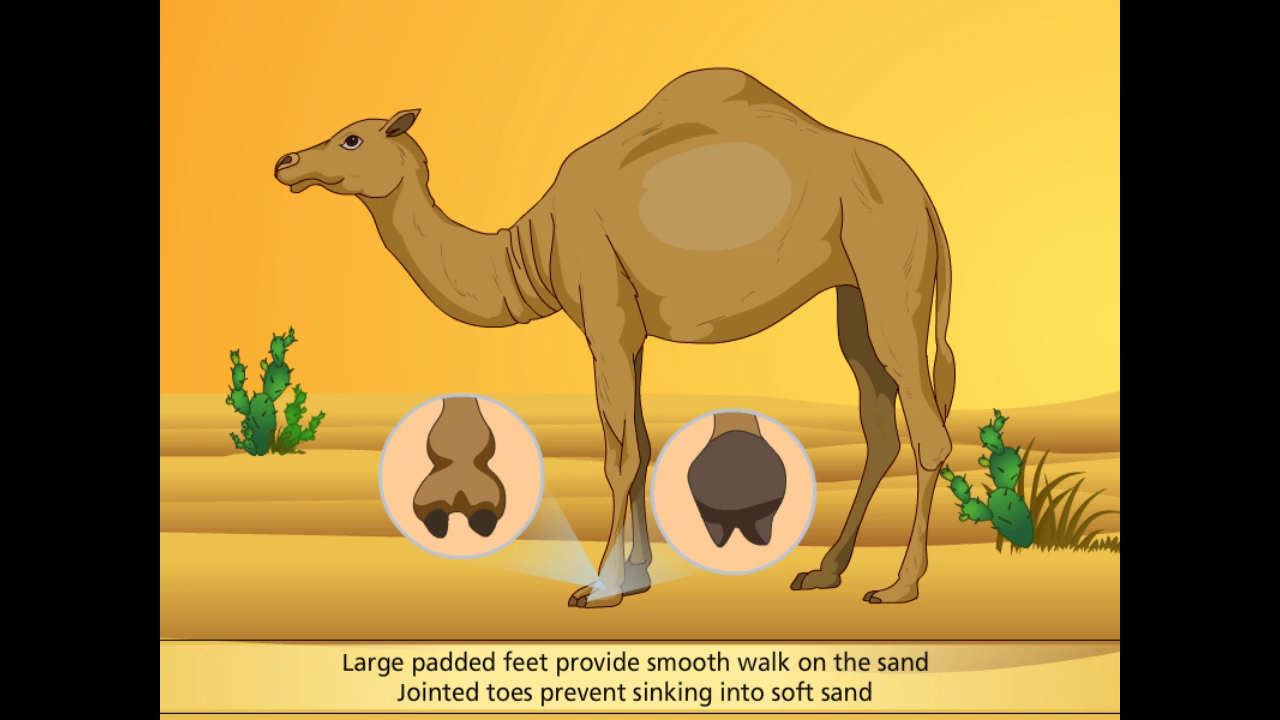 Large padded feet provide smooth walk on the sand
Jointed toes prevent sinking into soft sand